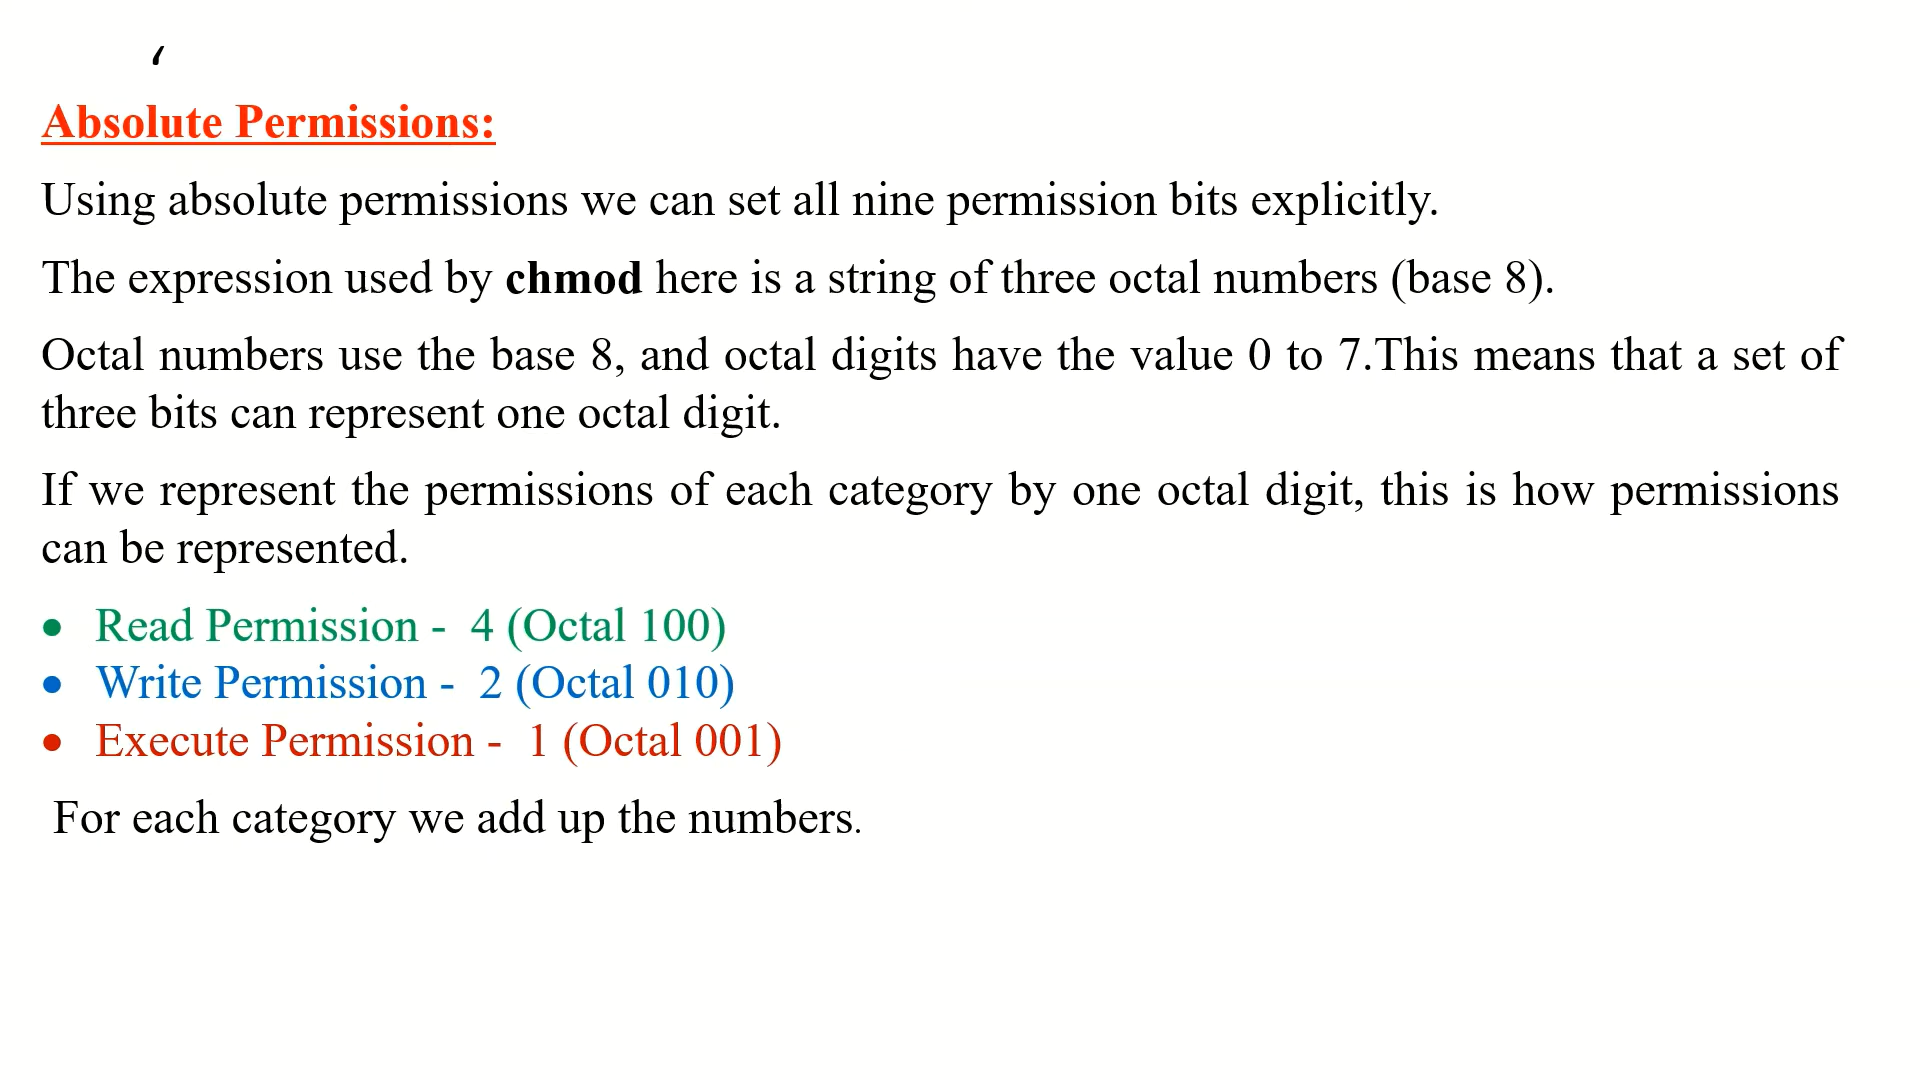 Absolute Permissions:
Using absolute permissions we can set all nine permission bits explicitly.
The expression used by chmod here is a string of three octal numbers (base 8).
Octal numbers use the base 8, and octal digits have the value 0 to 7.This means that a set of
three bits can represent one octal digit.
If we represent the permissions of each category by one octal digit, this is how permissions
can be represented.
• Read Permission - 4 (Octal 100)
• Write Permission - 2 (Octal 010)
• Execute Permission - 1 (Octal 001)
For each category we add up the numbers.